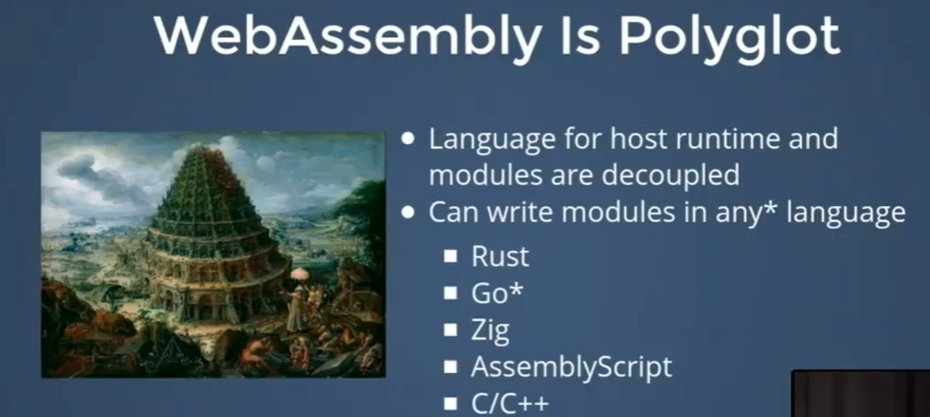 WebAssembly Is Polyglot
Language for host runtime and
modules are decoupled
Can write modules in any* language
Rust
Go*
Zig
AssemblyScript
C/C++